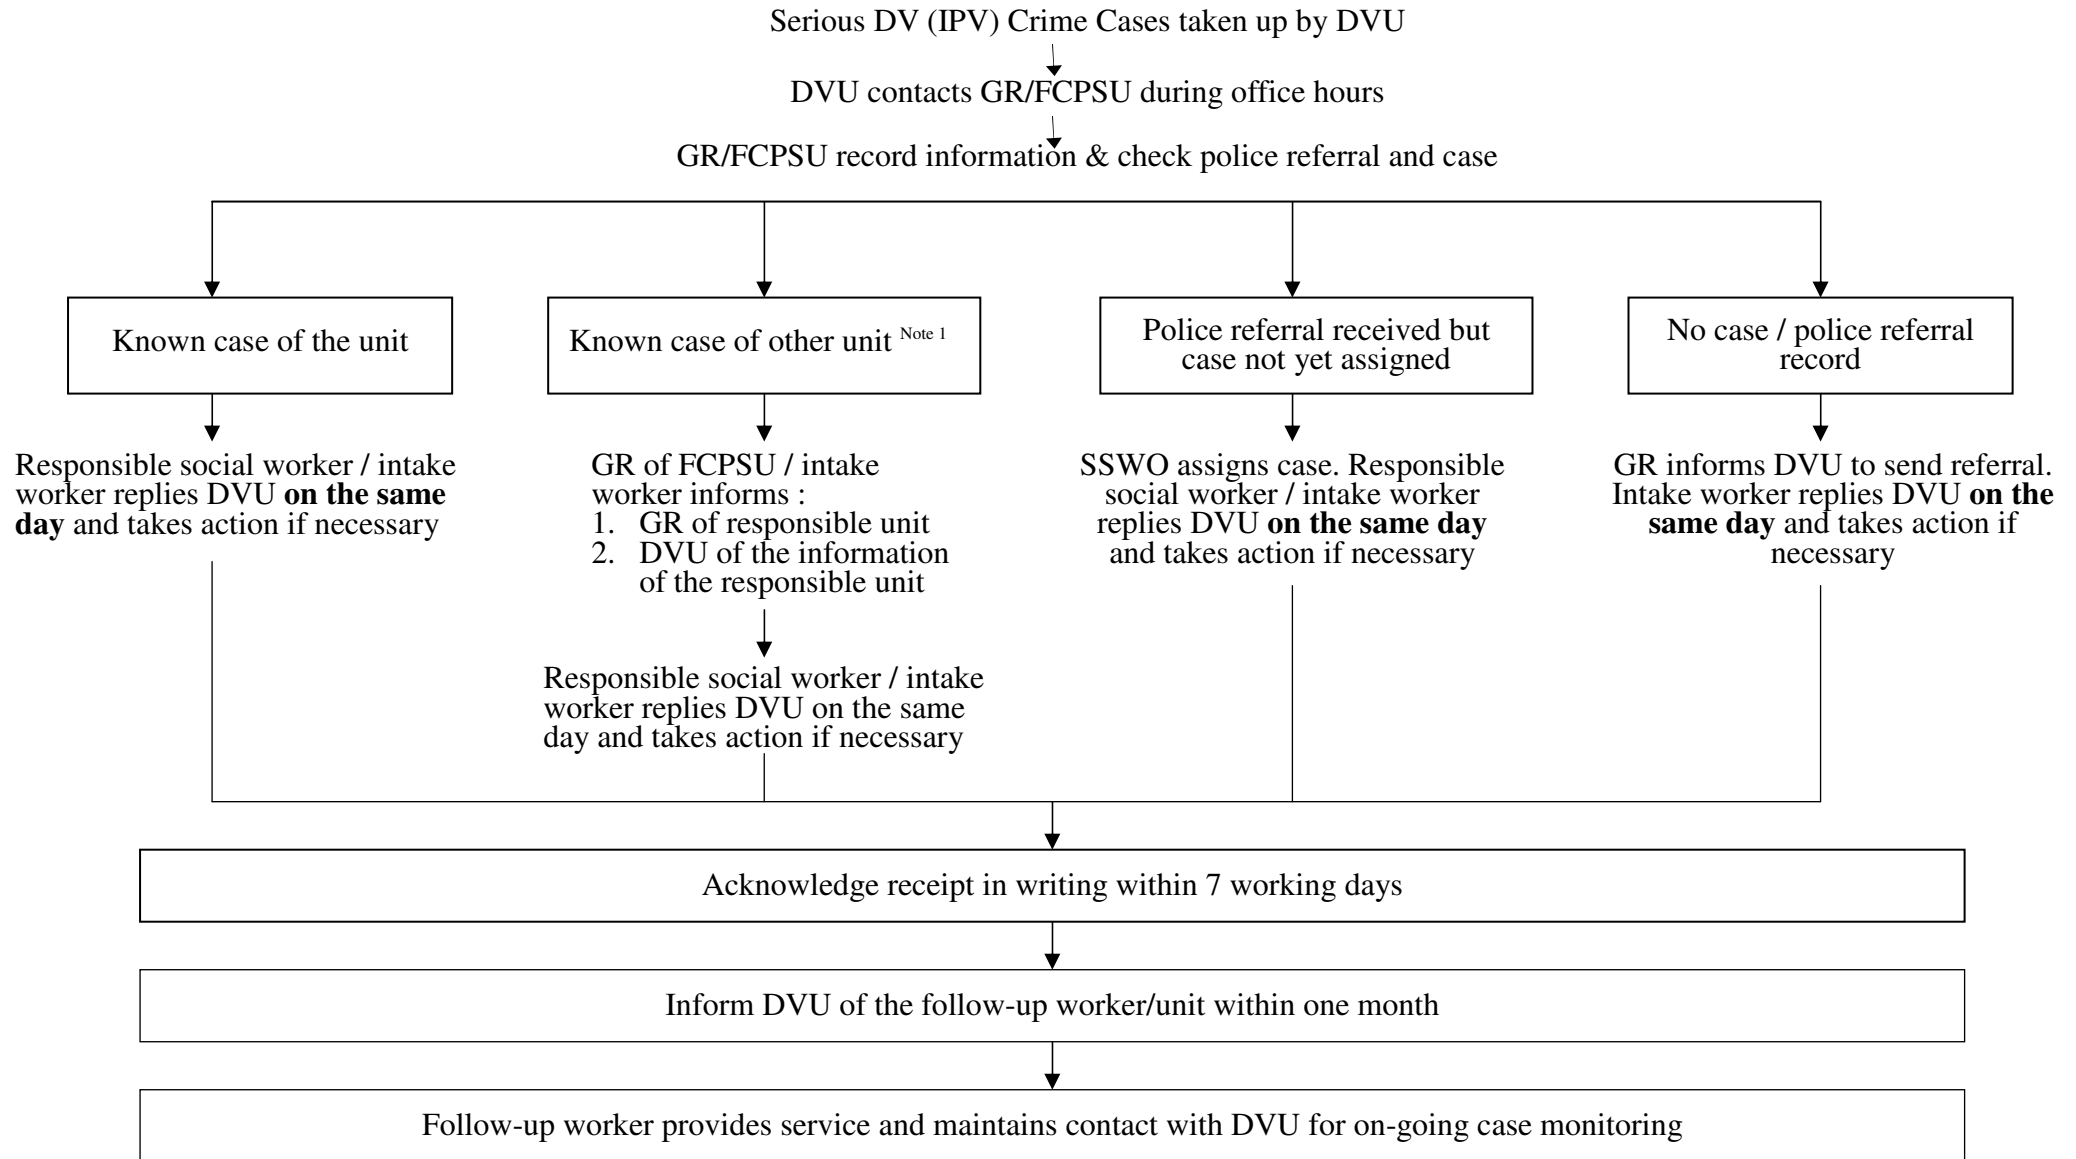 Serious DV (IPV) Crime Cases taken up by DVU
DVU contacts GR/FCPSU during office hours
GR/FCPSU record information & check police referral and case
Known case of the unit
Known case of other unit Note 1
Police referral received but
case not yet assigned
No case / police referral
record
Responsible social worker / intake
worker replies DVU on the same
day and takes action if necessary
GR of FCPSU / intake
worker informs :
1. GR of responsible unit
2. DVU of the information
of the responsible unit
Responsible social worker / intake
worker replies DVU on the same
day and takes action if necessary
SSWO assigns case. Responsible
social worker / intake worker
replies DVU on the same day
and takes action if necessary
GR informs DVU to send referral.
Intake worker replies DVU on the
same day and takes action if
necessary
Acknowledge receipt in writing within 7 working days
Inform DVU of the follow-up worker/unit within one month
Follow-up worker provides service and maintains contact with DVU for on-going case monitoring